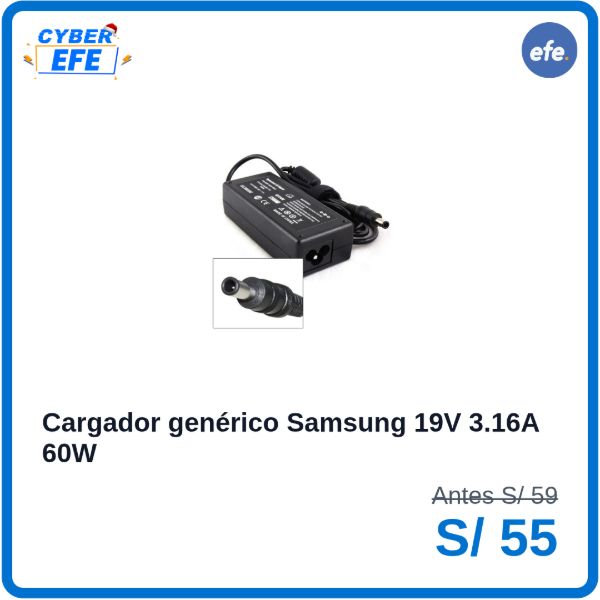 CYBER
EFE
efe.
Cargador genérico Samsung 19V 3.16A
60W
Antes S/ 59
S/ 55